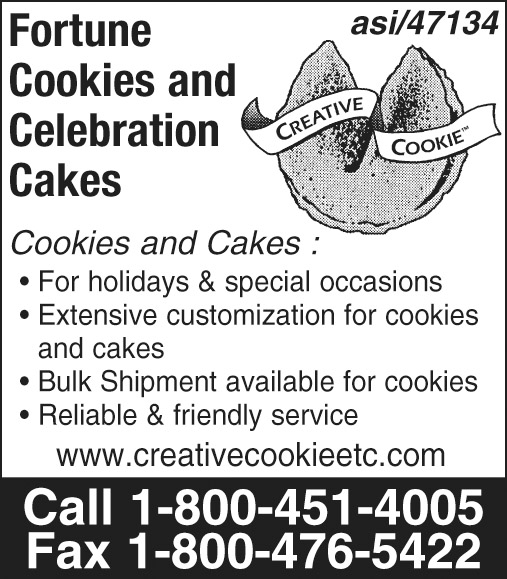 Fortune
Cookies and
Celebration
Cakes
asi/47134
CREATIVE
COOKIE™
Cookies and Cakes :
• For holidays & special occasions
• Extensive customization for cookies
and cakes
• Bulk Shipment available for cookies
• Reliable & friendly service
www.creativecookieetc.com
Call 1-800-451-4005
Fax 1-800-476-5422